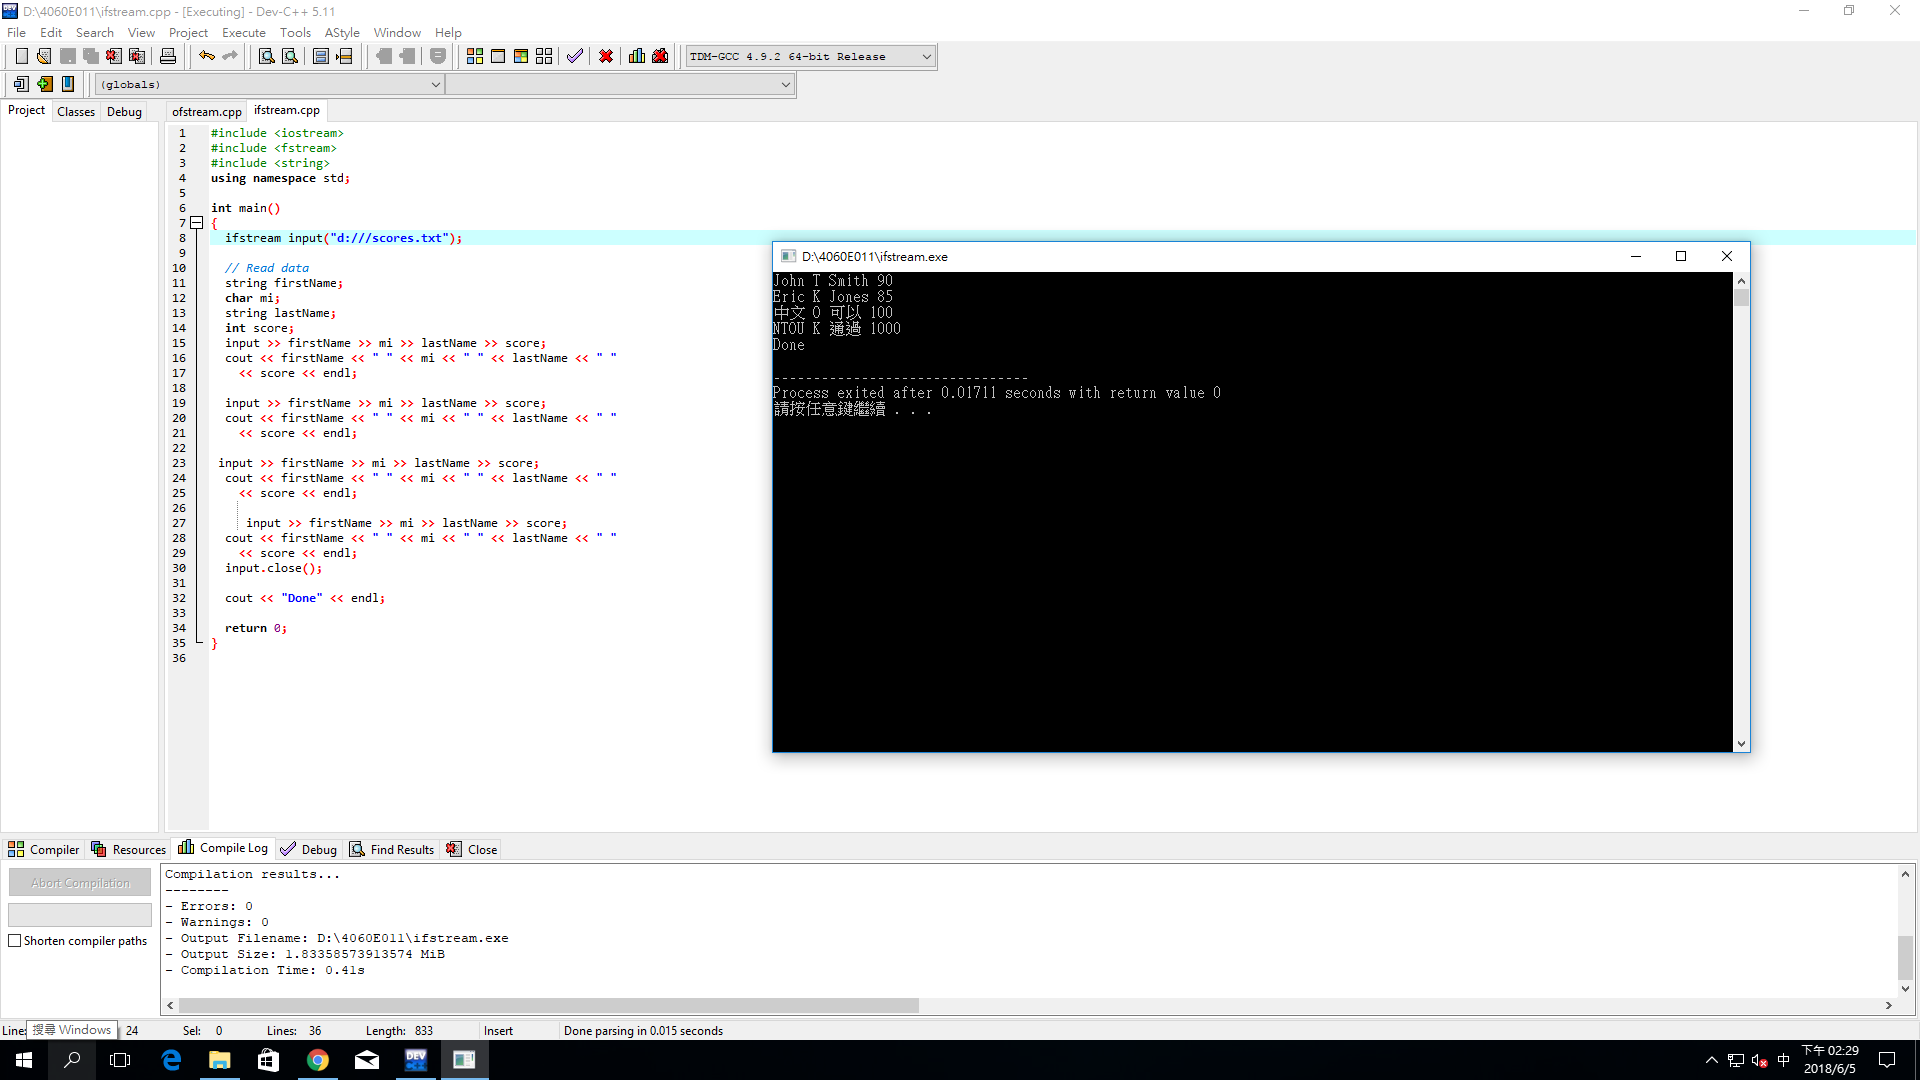 D:\4060E011\ifstream.cpp - [Executing] - Dev-C++ 5.11
File Edit Search View Project Execute Tools AStyle Window Help
TDM-GCC 4.9.2 64-bit Release
(globals)
Project Classes Debug
ofstream.cpp ifstream.cpp
1 #include <iostream>
2 #include <fstream>
3 #include <string>
4 using namespace std;
5
6 int main()
7 {
8 ifstream input("d:///scores.txt");
9
10 // Read data
11 string firstName;
12 char mi;
13 string lastName;
14 int score;
15 input >> firstName >> mi >> lastName >> score;
16 cout << firstName << " " << mi << " " << lastName << " "
17 << score << endl;
18
19 input >> firstName >> mi >> lastName >> score;
20 cout << firstName << " " << mi << " " << lastName << " "
21 << score << endl;
22
23 input >> firstName >> mi >> lastName >> score;
24 cout << firstName << " " << mi << " " << lastName << " "
25 << score << endl;
26
27 input >> firstName >> mi >> lastName >> score;
28 cout << firstName << " " << mi << " " << lastName << " "
29 << score << endl;
30 input.close();
31
32 cout << "Done" << endl;
33
34 return 0;
35 }
36
D:\4060E011\ifstream.exe
John T Smith 90
Eric K Jones 85
中文 O 可以 100
NTOU K 通過 1000
Done
--------------------------------
Process exited after 0.01711 seconds with return value 0
請按任意鍵繼續 . . .
Compiler Resources Compile Log Debug Find Results Close
Abort Compilation
Shorten compiler paths
Compilation results...
--------
- Errors: 0
- Warnings: 0
- Output Filename: D:\4060E011\ifstream.exe
- Output Size: 1.83358573913574 MiB
- Compilation Time: 0.41s
Line: 24 Sel: 0 Lines: 36 Length: 833 Insert Done parsing in 0.015 seconds
搜尋 Windows
DEV C++
中
下午 02:29
2018/6/5